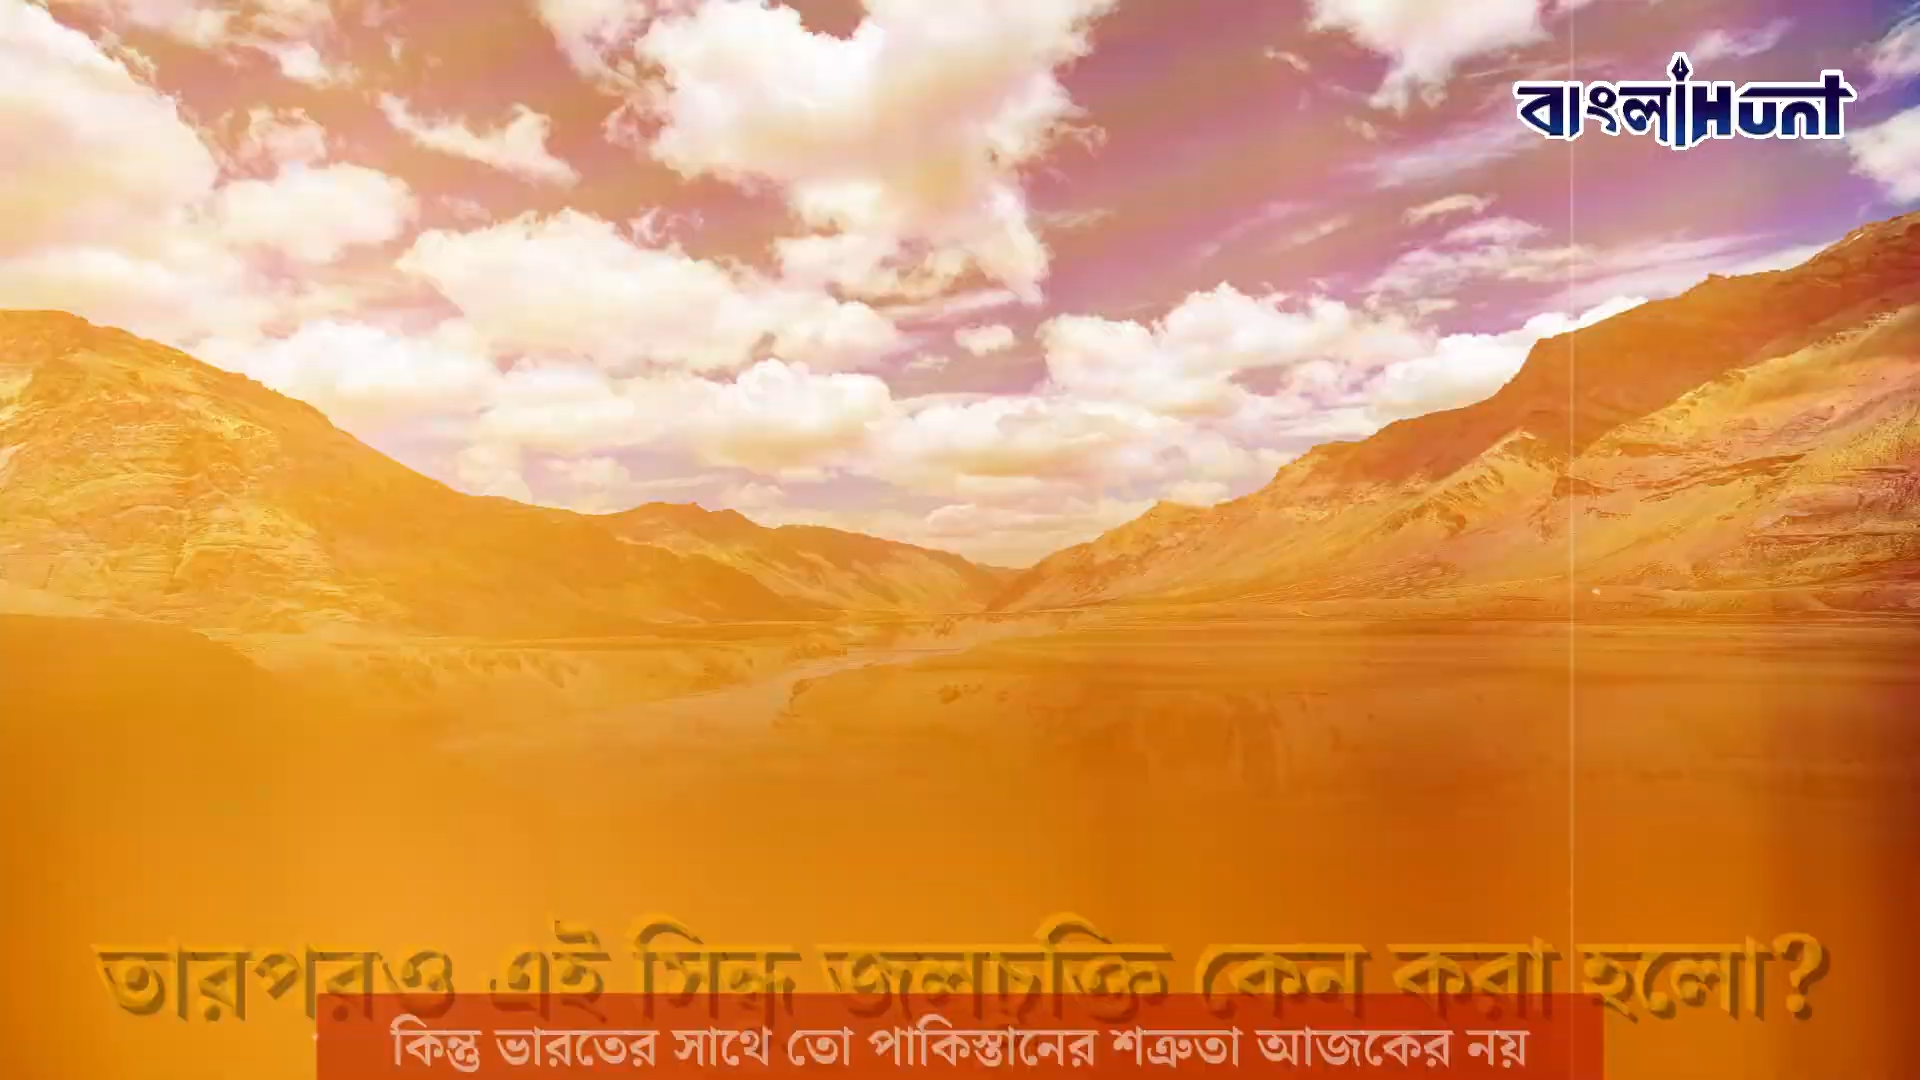 বাংলাHunt
তারপরও এই সিন্ধু জলচুক্তি কেন করা হলো?
কিন্তু ভারতের সাথে তো পাকিস্তানের শত্রুতা আজকের নয়